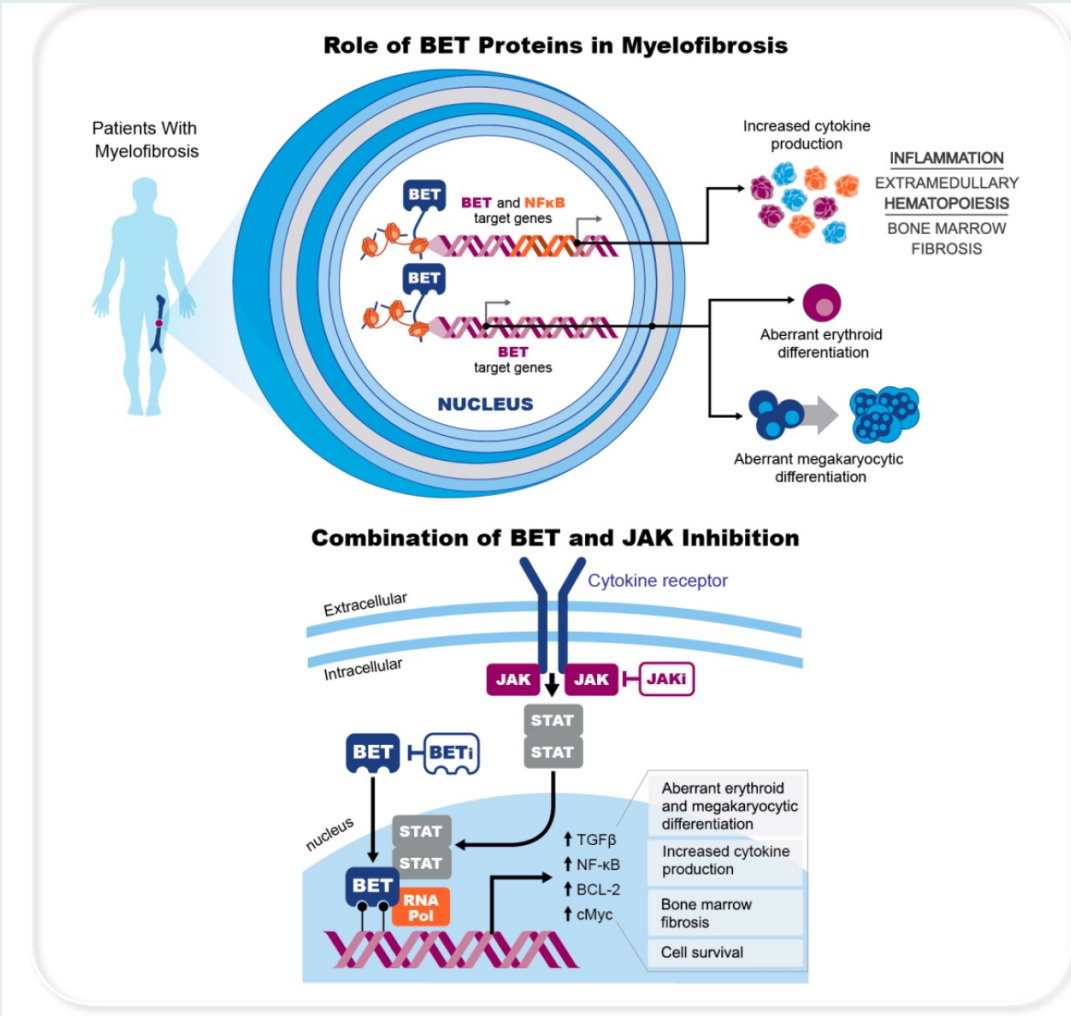 Role of BET Proteins in Myelofibrosis
Patients With
Myelofibrosis
BET
BET and NFκB
target genes
BET
BET
target genes
NUCLEUS
Increased cytokine
production
INFLAMMATION
EXTRAMEDULLARY
HEMATOPOIESIS
BONE MARROW
FIBROSIS
Aberrant erythroid
differentiation
Aberrant megakaryocytic
differentiation
Combination of BET and JAK Inhibition
Cytokine receptor
Extracellular
Intracellular
JAK
JAK
JAKi
STAT
STAT
BET
BETi
nucleus
STAT
STAT
BET
RNA
Pol
TGFβ
NF-κB
BCL-2
cMyc
Aberrant erythroid
and megakaryocytic
differentiation
Increased cytokine
production
Bone marrow
fibrosis
Cell survival